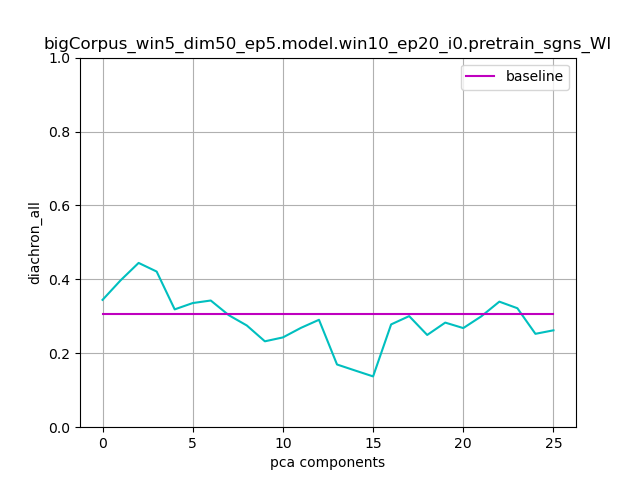 bigCorpus_win5_dim50_ep5.model.win10_ep20_i0.pretrain_sgns_WI
baseline
1.0
0.8
0.6
0.4
0.2
0.0
diachron_all
0 5 10 15 20 25
pca components